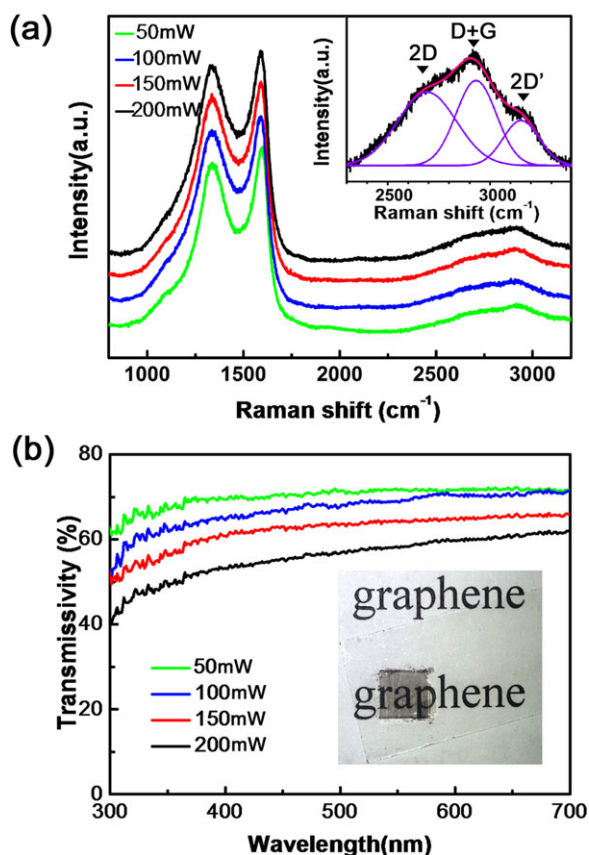 (a)
50mW
100mW
150mW
200mW
Intensity(a.u.)
2D
D+G
2D'
Intensity(a.u.)
2500
3000
Raman shift (cm⁻¹)
1000
1500
2000
2500
3000
Raman shift (cm⁻¹)
(b)
80
60
40
20
0
Transmissivity (%)
50mW
100mW
150mW
200mW
graphene
graphene
300
400
500
600
700
Wavelength(nm)